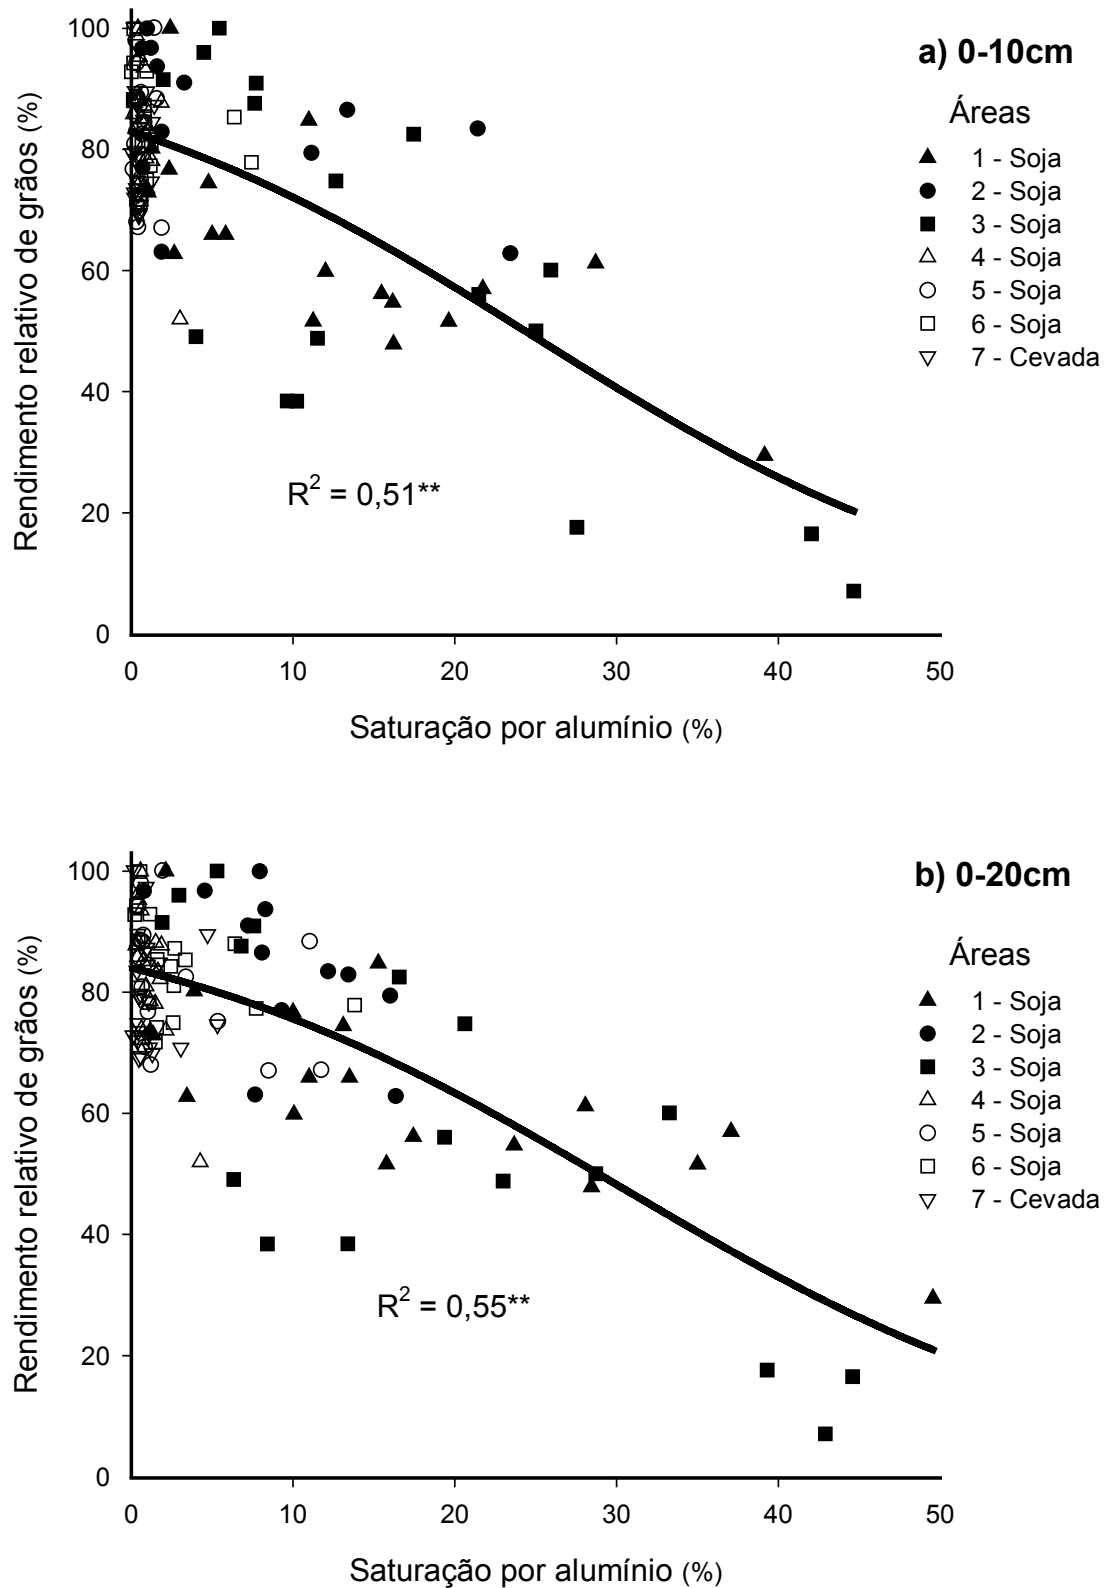 a) 0-10cm
Áreas
1 - Soja
2 - Soja
3 - Soja
4 - Soja
5 - Soja
6 - Soja
7 - Cevada
Rendimento relativo de grãos (%)
100
80
60
40
20
0
R² = 0,51**
0 10 20 30 40 50
Saturação por alumínio (%)
b) 0-20cm
Áreas
1 - Soja
2 - Soja
3 - Soja
4 - Soja
5 - Soja
6 - Soja
7 - Cevada
Rendimento relativo de grãos (%)
100
80
60
40
20
0
R² = 0,55**
0 10 20 30 40 50
Saturação por alumínio (%)